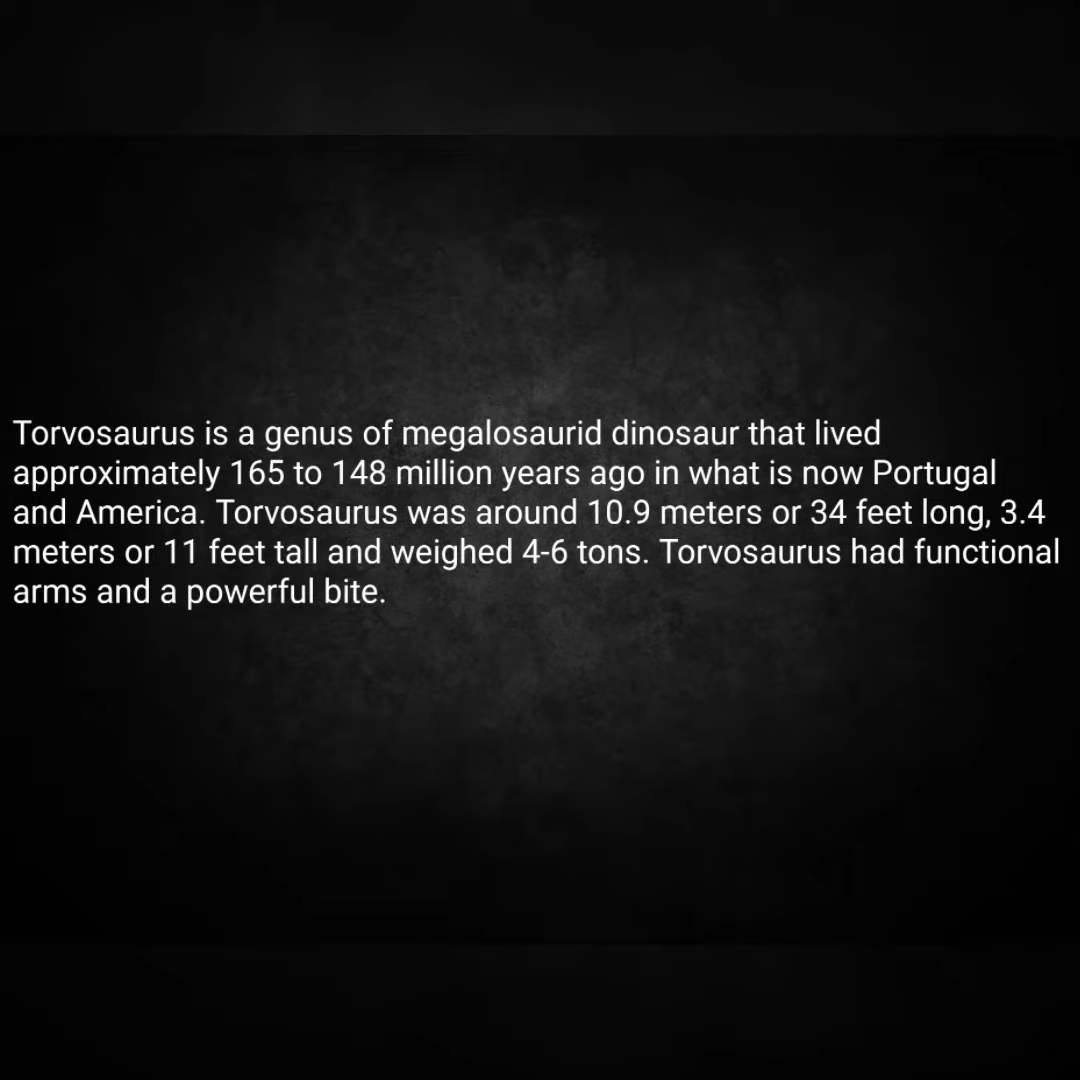 Torvosaurus is a genus of megalosaurid dinosaur that lived
approximately 165 to 148 million years ago in what is now Portugal
and America. Torvosaurus was around 10.9 meters or 34 feet long, 3.4
meters or 11 feet tall and weighed 4-6 tons. Torvosaurus had functional
arms and a powerful bite.